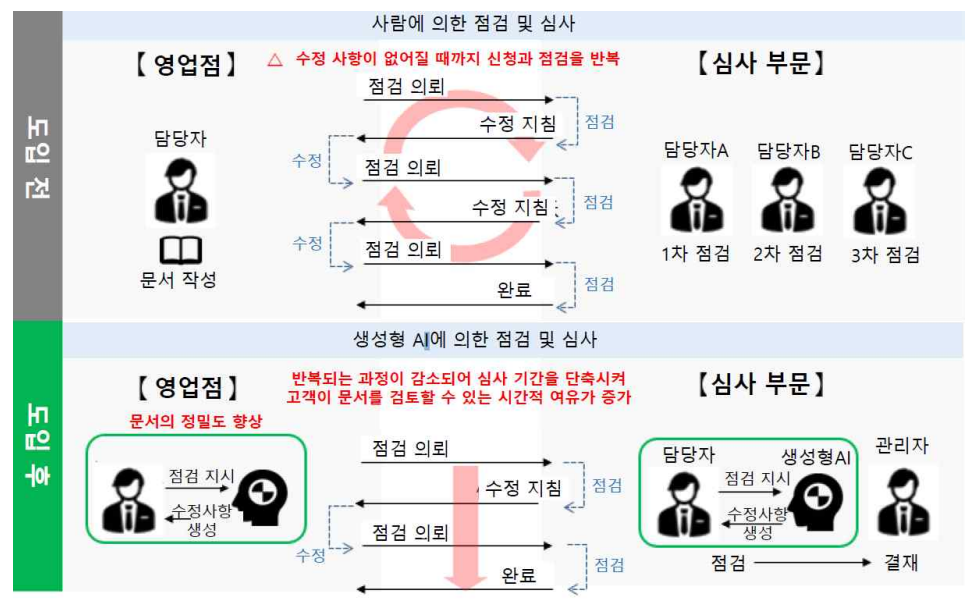 도입 전
사람에 의한 점검 및 심사
【 영업점】
△ 수정 사항이 없어질 때까지 신청과 점검을 반복
【심사 부문】
담당자
문서 작성
점검 의뢰
점검
수정 지침
수정
점검 의뢰
점검
수정 지침
수정
점검 의뢰
점검
완료
담당자A
담당자B
담당자C
1차 점검
2차 점검
3차 점검
도입 후
생성형 AI에 의한 점검 및 심사
【 영업점】
문서의 정밀도 향상
반복되는 과정이 감소되어 심사 기간을 단축시켜
고객이 문서를 검토할 수 있는 시간적 여유가 증가
【심사 부문】
점검 지시
수정사항
생성
점검 의뢰
점검
수정 지침
수정
점검 의뢰
점검
완료
담당자
생성형AI
관리자
점검 지시
수정사항
생성
점검
결재